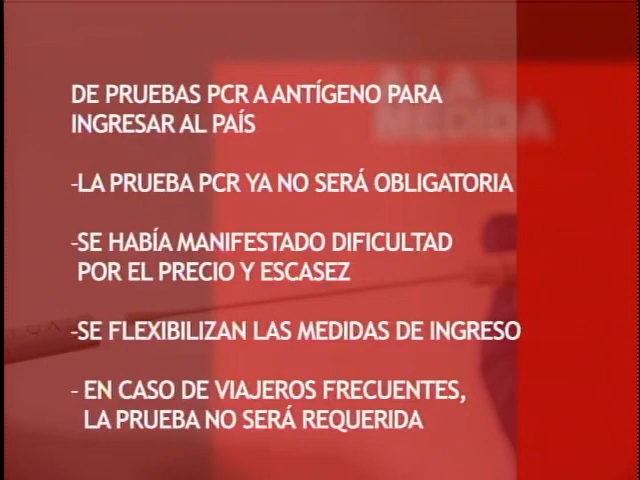 A LA
MEDIDA
DE PRUEBAS PCR A ANTÍGENO PARA
INGRESAR AL PAÍS
-LA PRUEBA PCR YA NO SERÁ OBLIGATORIA
-SE HABÍA MANIFESTADO DIFICULTAD
POR EL PRECIO Y ESCASEZ
-SE FLEXIBILIZAN LAS MEDIDAS DE INGRESO
- EN CASO DE VIAJEROS FRECUENTES,
LA PRUEBA NO SERÁ REQUERIDA